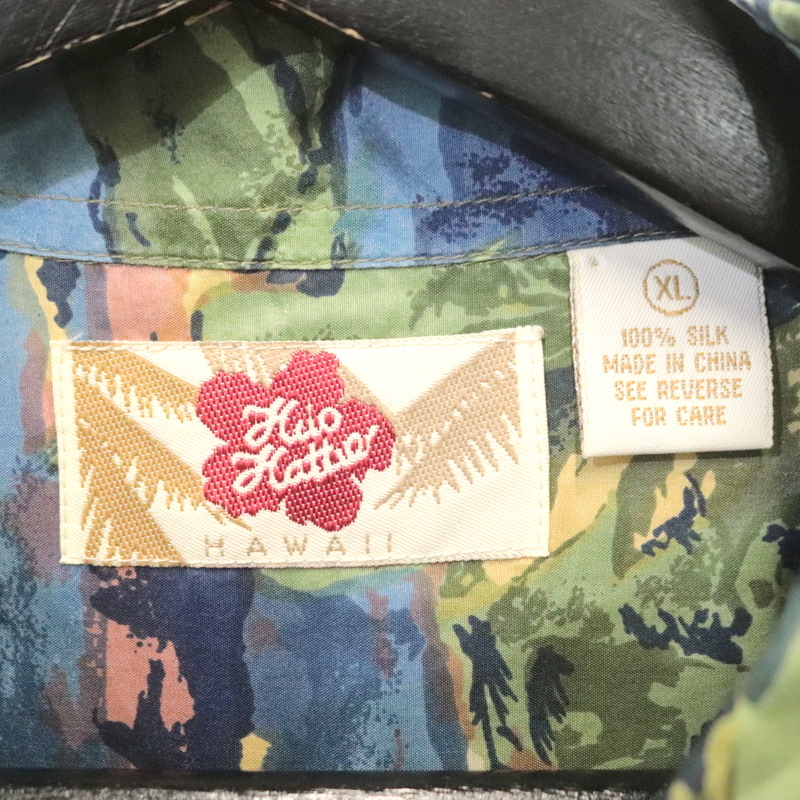 Hilo
Hattie
HAWAII
XL
100% SILK
MADE IN CHINA
SEE REVERSE
FOR CARE